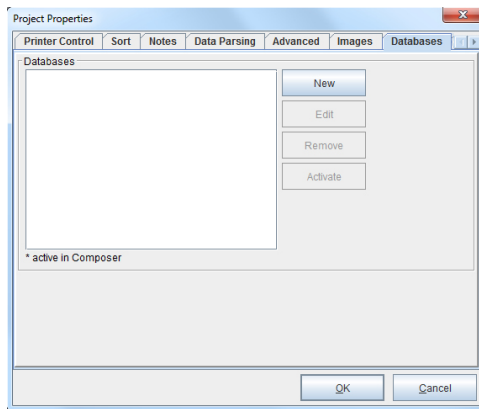 Project Properties
Printer Control Sort Notes Data Parsing Advanced Images Databases
Databases
New
Edit
Remove
Activate
* active in Composer
OK Cancel